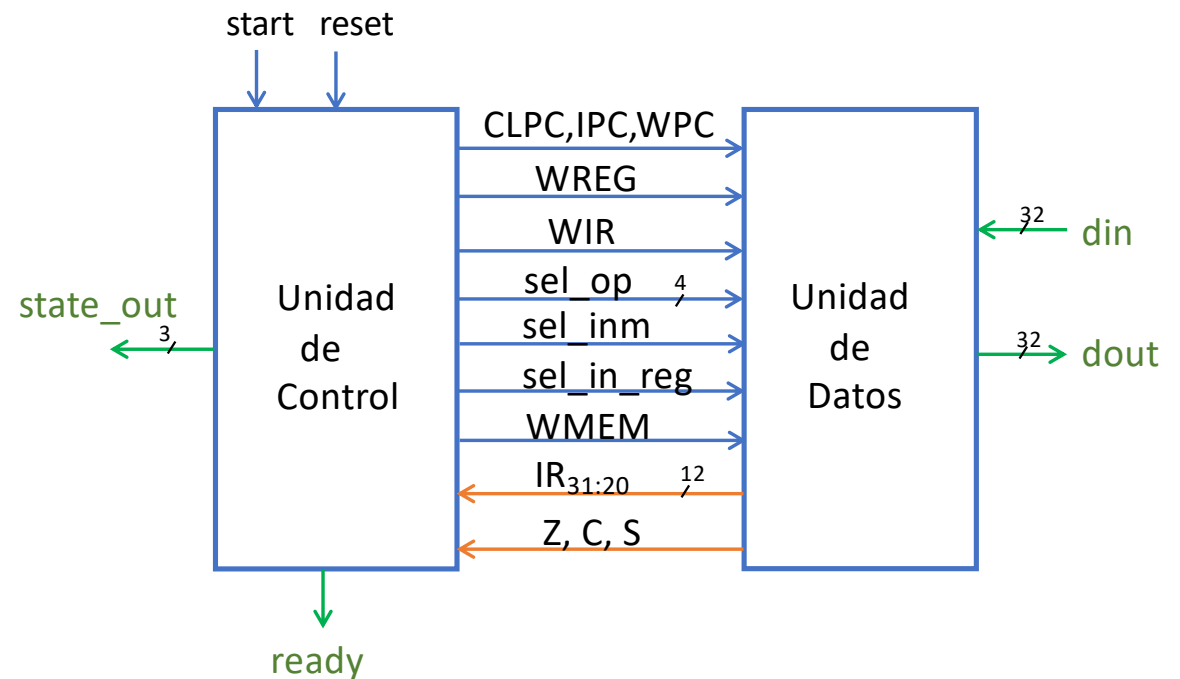 start reset
CLPC,IPC,WPC
WREG
WIR
sel_op 4
sel_inm
sel_in_reg
WMEM
IR31:20 12
Z, C, S
Unidad
de
Control
Unidad
de
Datos
state_out
3
32
din
32
dout
ready